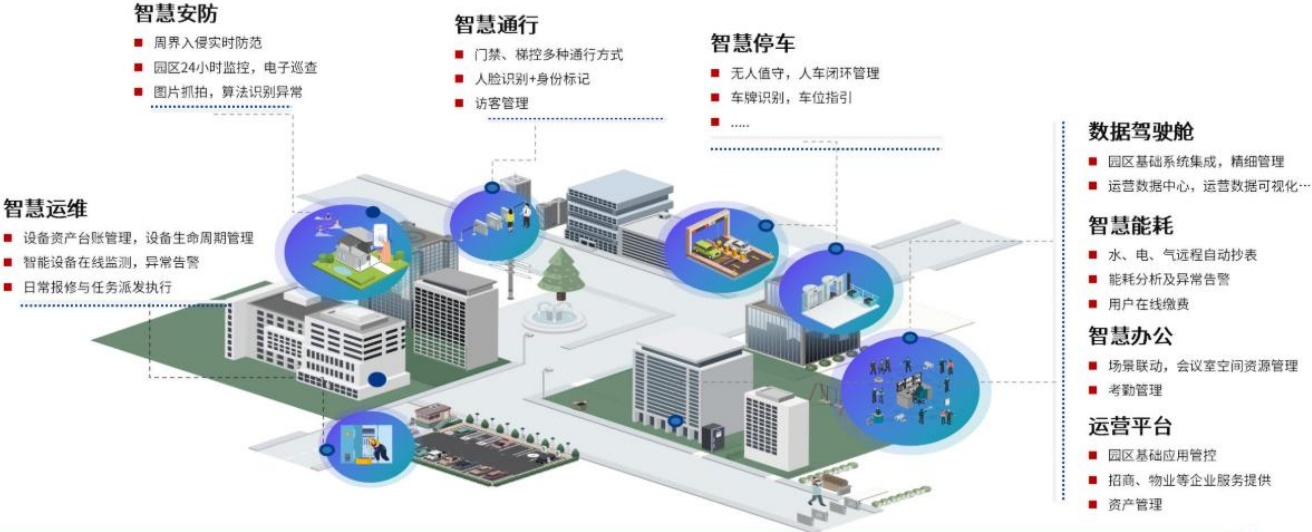 智慧安防
周界入侵实时防范
园区24小时监控，电子巡查
图片抓拍，算法识别异常
智慧通行
门禁、梯控多种通行方式
人脸识别+身份标记
访客管理
智慧停车
无人值守，人车闭环管理
车牌识别，车位指引
.....
智慧运维
设备资产台账管理，设备生命周期管理
智能设备在线监测，异常告警
日常报修与任务派发执行
数据驾驶舱
园区基础系统集成，精细管理
运营数据中心，运营数据可视化…
智慧能耗
水、电、气远程自动抄表
能耗分析及异常告警
用户在线缴费
智慧办公
场景联动，会议室空间资源管理
考勤管理
运营平台
园区基础应用管控
招商、物业等企业服务提供
资产管理